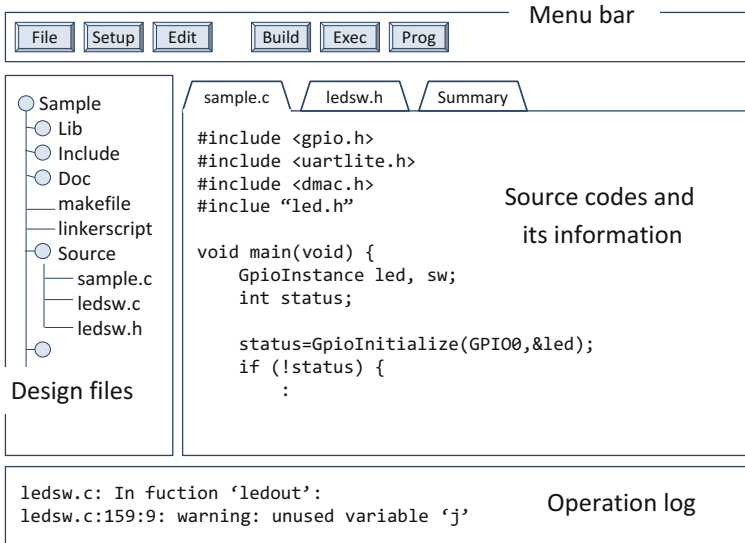 Menu bar
File Setup Edit Build Exec Prog
Sample
Lib
Include
Doc
makefile
linkerscript
Source
sample.c
ledsw.c
ledsw.h
Design files
sample.c ledsw.h Summary
#include <gpio.h>
#include <uartlite.h>
#include <dmac.h>
#inclue “led.h”
void main(void) {
GpioInstance led, sw;
int status;
status=GpioInitialize(GPIO0,&led);
if (!status) {
:
Source codes and
its information
ledsw.c: In fuction ‘ledout’:
ledsw.c:159:9: warning: unused variable ‘j’
Operation log